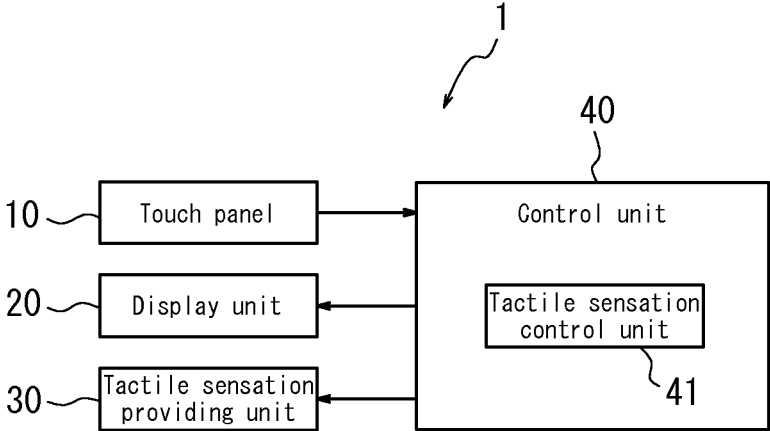 1
40
10
Touch panel
Control unit
20
Display unit
Tactile sensation
control unit
30
Tactile sensation
providing unit
41